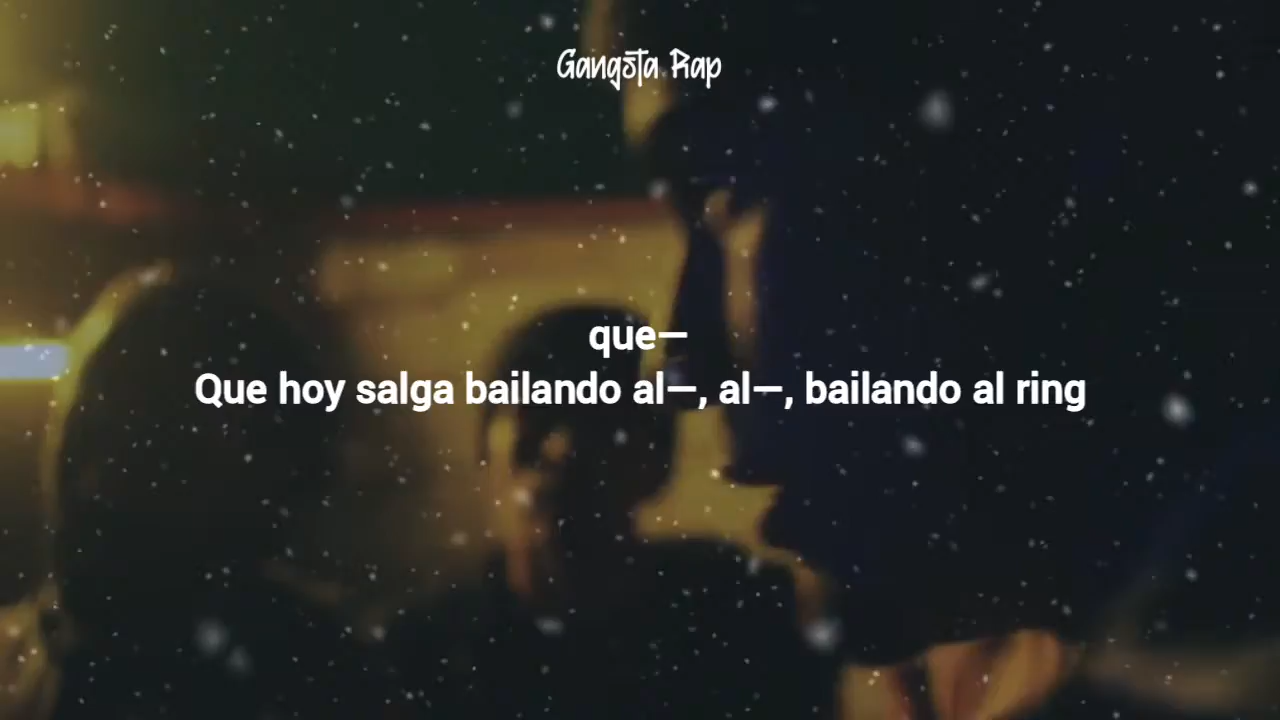 Gangsta Rap
que—
Que hoy salga bailando al—, al—, bailando al ring